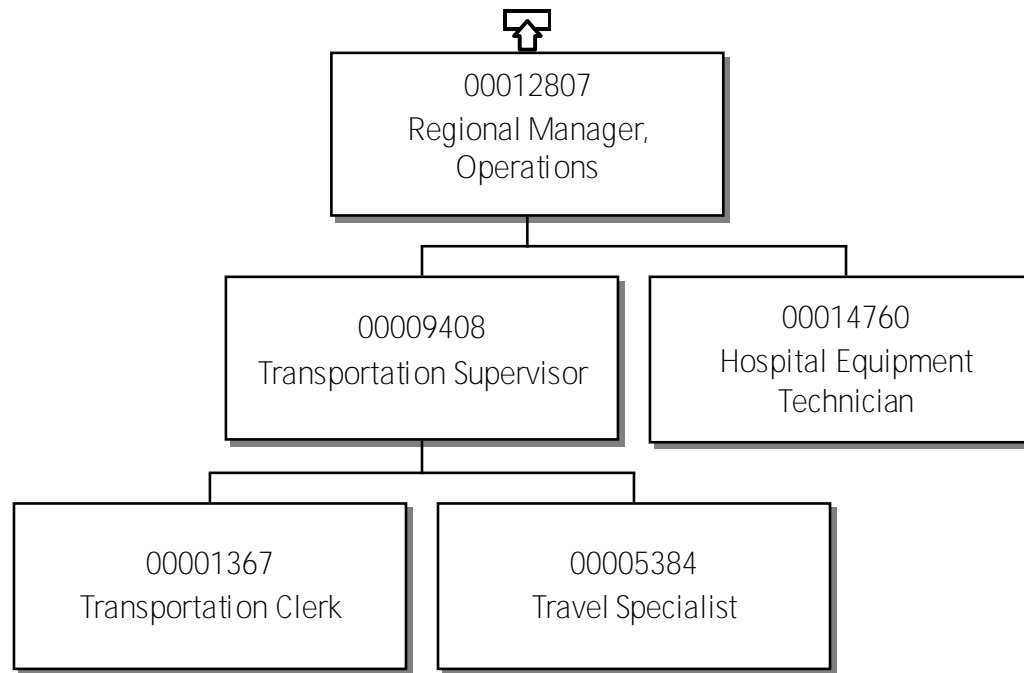 00012807
Regional Manager,
Operations
00009408
Transportation Supervisor
00014760
Hospital Equipment
Technician
00001367
Transportation Clerk
00005384
Travel Specialist